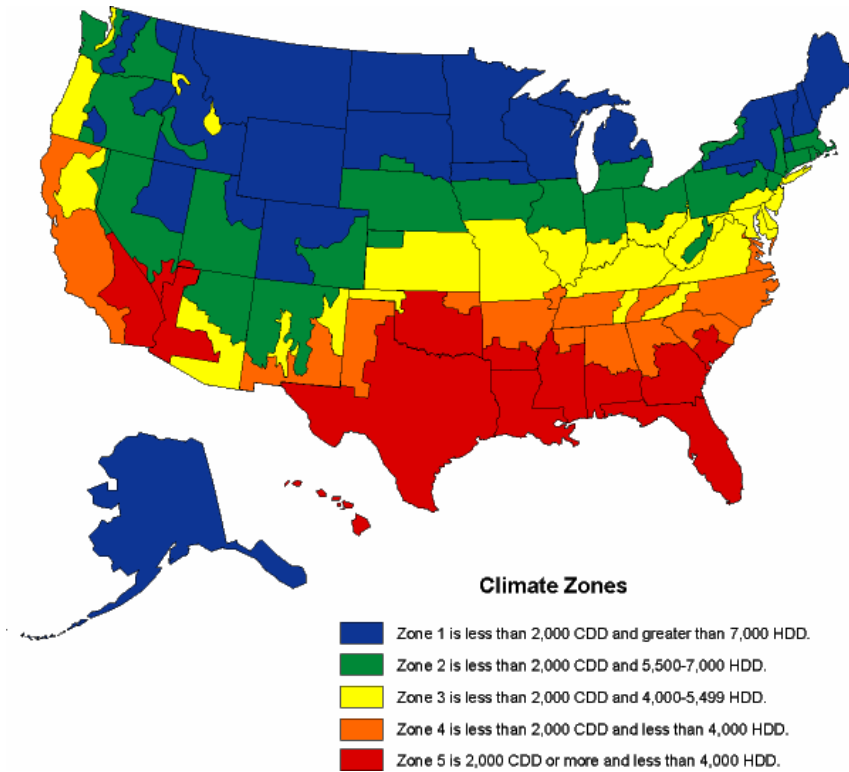 Climate Zones
Zone 1 is less than 2,000 CDD and greater than 7,000 HDD.
Zone 2 is less than 2,000 CDD and 5,500-7,000 HDD.
Zone 3 is less than 2,000 CDD and 4,000-5,499 HDD.
Zone 4 is less than 2,000 CDD and less than 4,000 HDD.
Zone 5 is 2,000 CDD or more and less than 4,000 HDD.